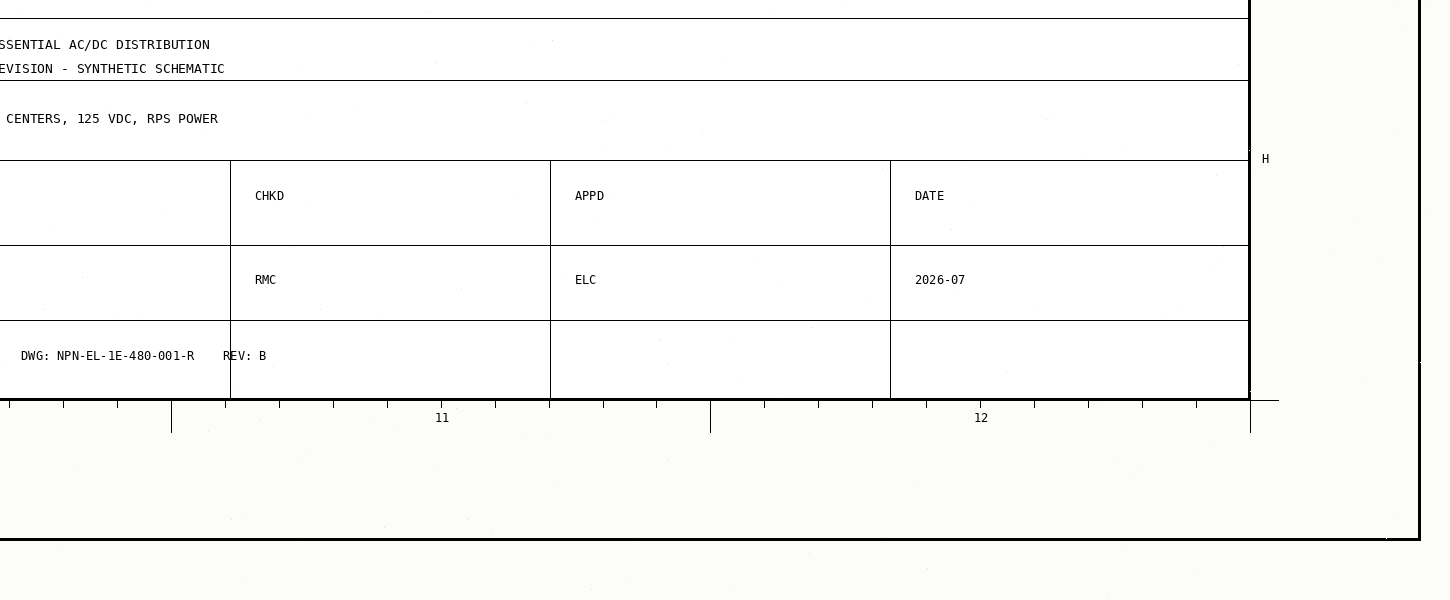 SSENTIAL AC/DC DISTRIBUTION
EVISION - SYNTHETIC SCHEMATIC
CENTERS, 125 VDC, RPS POWER
H
CHKD APPD DATE
RMC ELC 2026-07
DWG: NPN-EL-1E-480-001-R REV: B
11 12